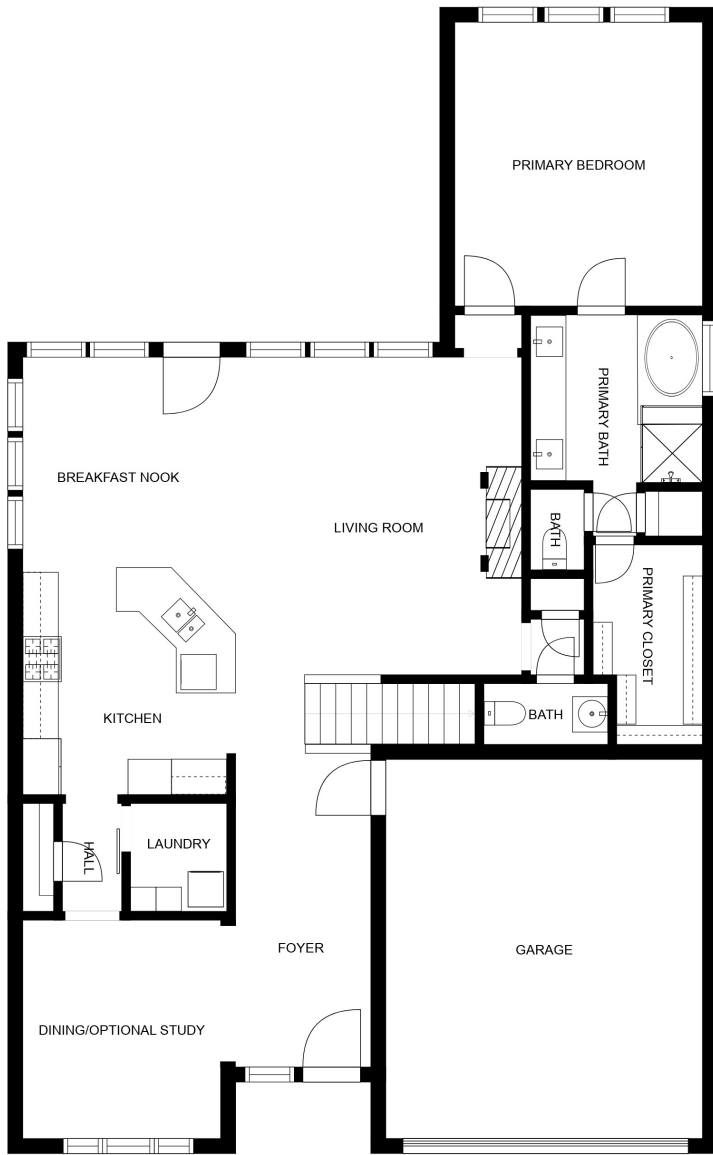 PRIMARY BEDROOM
PRIMARY BATH
BREAKFAST NOOK
LIVING ROOM
BATH
PRIMARY CLOSET
KITCHEN
BATH
HALL
LAUNDRY
FOYER
GARAGE
DINING/OPTIONAL STUDY